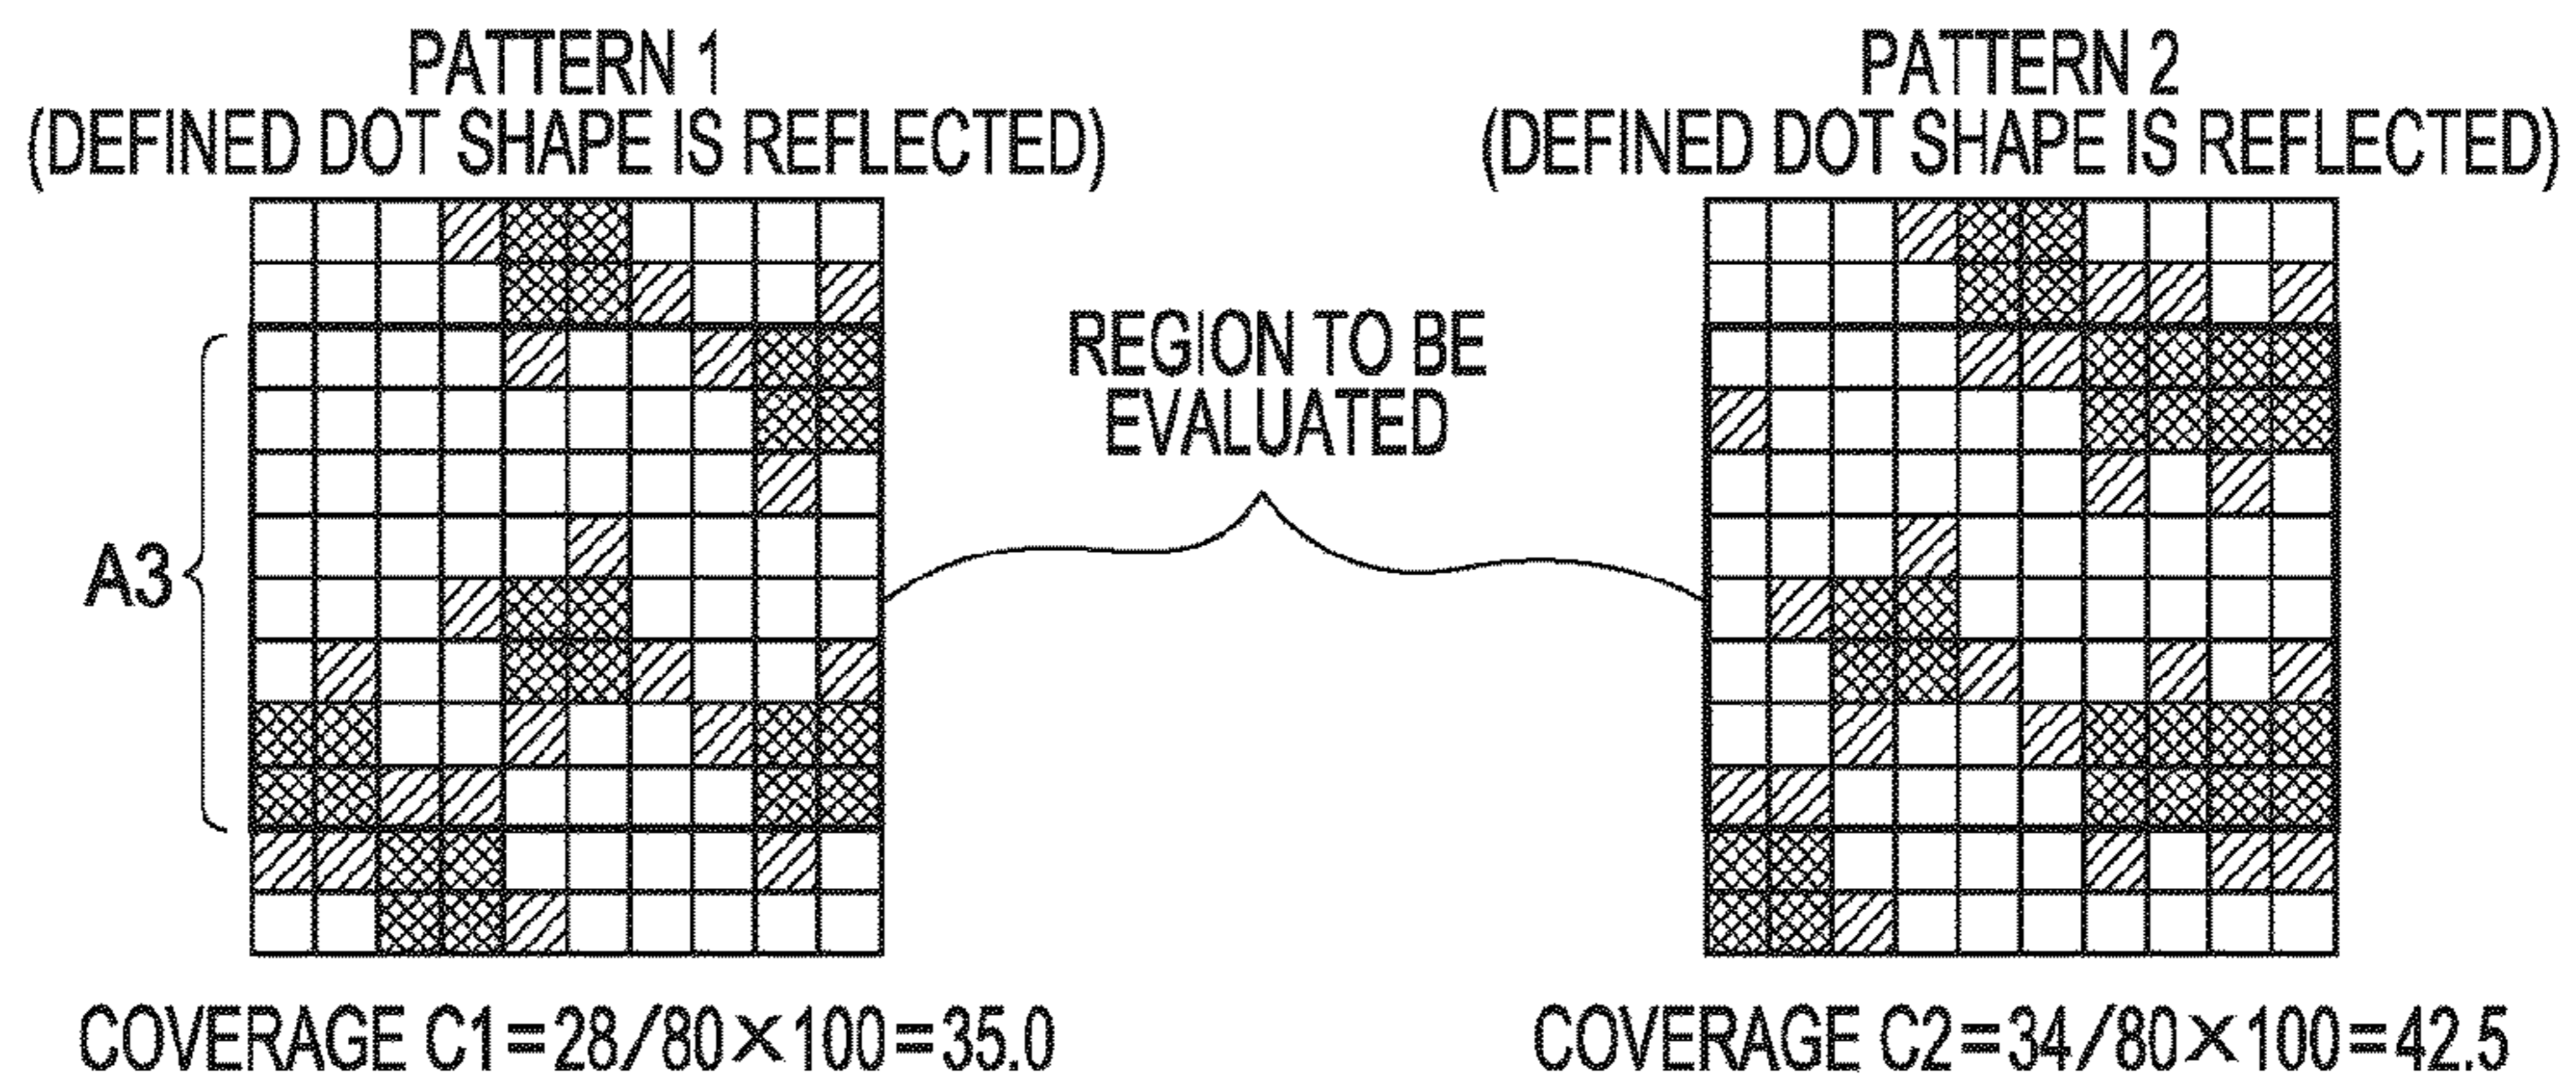 PATTERN 1
(DEFINED DOT SHAPE IS REFLECTED)
PATTERN 2
(DEFINED DOT SHAPE IS REFLECTED)
REGION TO BE
EVALUATED
A3
COVERAGE C1=28/80×100=35.0
COVERAGE C2=34/80×100=42.5